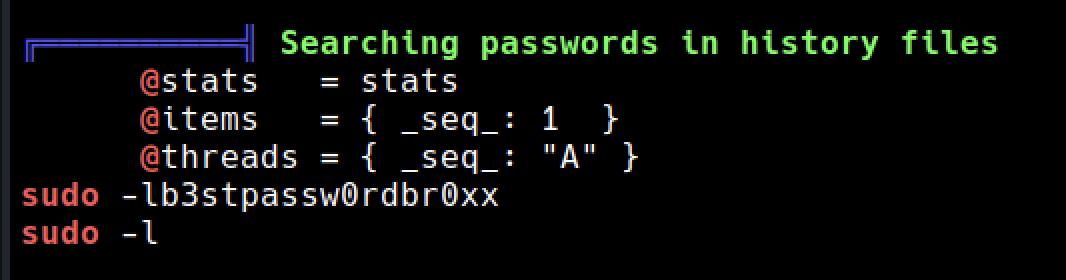 Searching passwords in history files
@stats = stats
@items = { _seq_: 1 }
@threads = { _seq_: "A" }
sudo -lb3stpassw0rdbr0xx
sudo -l